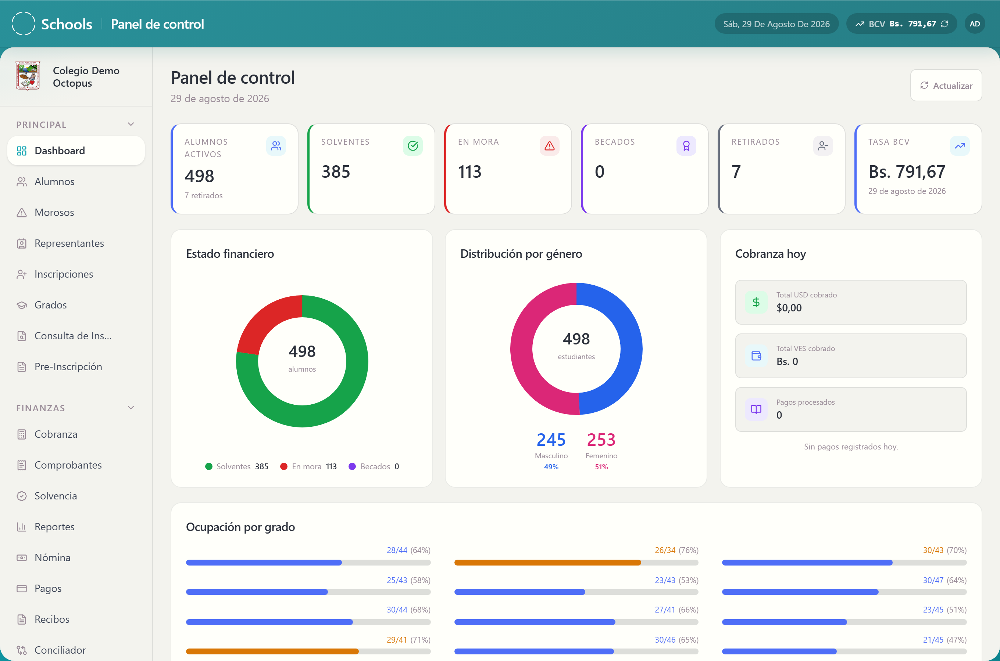 Schools
Panel de control
Sáb, 29 De Agosto De 2026
BCV Bs. 791,67
AD
Colegio Demo
Octopus
PRINCIPAL
Dashboard
Alumnos
Morosos
Representantes
Inscripciones
Grados
Consulta de Ins...
Pre-Inscripción
FINANZAS
Cobranza
Comprobantes
Solvencia
Reportes
Nómina
Pagos
Recibos
Conciliador
Panel de control
29 de agosto de 2026
Actualizar
ALUMNOS
ACTIVOS
498
7 retirados
SOLVENTES
385
EN MORA
113
BECADOS
0
RETIRADOS
7
TASA BCV
Bs. 791,67
29 de agosto de 2026
Estado financiero
498
alumnos
Solventes 385
En mora 113
Becados 0
Distribución por género
498
estudiantes
245
Masculino
49%
253
Femenino
51%
Cobranza hoy
Total USD cobrado
$0,00
Total VES cobrado
Bs. 0
Pagos procesados
0
Sin pagos registrados hoy.
Ocupación por grado
28/44 (64%)
26/34 (76%)
30/43 (70%)
25/43 (58%)
23/43 (53%)
30/47 (64%)
30/44 (68%)
27/41 (66%)
23/45 (51%)
29/41 (71%)
30/46 (65%)
21/45 (47%)